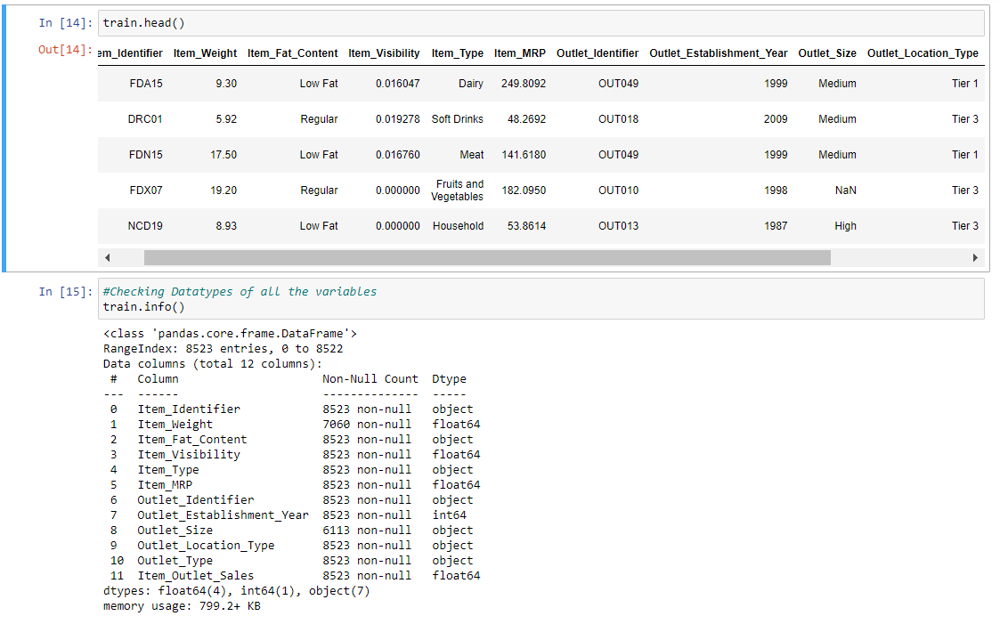 In [14]: train.head()
Out[14]: em_Identifier Item_Weight Item_Fat_Content Item_Visibility Item_Type Item_MRP Outlet_Identifier Outlet_Establishment_Year Outlet_Size Outlet_Location_Type
FDA15 9.30 Low Fat 0.016047 Dairy 249.8092 OUT049 1999 Medium Tier 1
DRC01 5.92 Regular 0.019278 Soft Drinks 48.2692 OUT018 2009 Medium Tier 3
FDN15 17.50 Low Fat 0.016760 Meat 141.6180 OUT049 1999 Medium Tier 1
FDX07 19.20 Regular 0.000000 Fruits and Vegetables 182.0950 OUT010 1998 NaN Tier 3
NCD19 8.93 Low Fat 0.000000 Household 53.8614 OUT013 1987 High Tier 3
In [15]: #Checking Datatypes of all the variables
train.info()
<class 'pandas.core.frame.DataFrame'>
RangeIndex: 8523 entries, 0 to 8522
Data columns (total 12 columns):
# Column Non-Null Count Dtype
--- ------ -------------- -----
0 Item_Identifier 8523 non-null object
1 Item_Weight 7060 non-null float64
2 Item_Fat_Content 8523 non-null object
3 Item_Visibility 8523 non-null float64
4 Item_Type 8523 non-null object
5 Item_MRP 8523 non-null float64
6 Outlet_Identifier 8523 non-null object
7 Outlet_Establishment_Year 8523 non-null int64
8 Outlet_Size 6113 non-null object
9 Outlet_Location_Type 8523 non-null object
10 Outlet_Type 8523 non-null object
11 Item_Outlet_Sales 8523 non-null float64
dtypes: float64(4), int64(1), object(7)
memory usage: 799.2+ KB